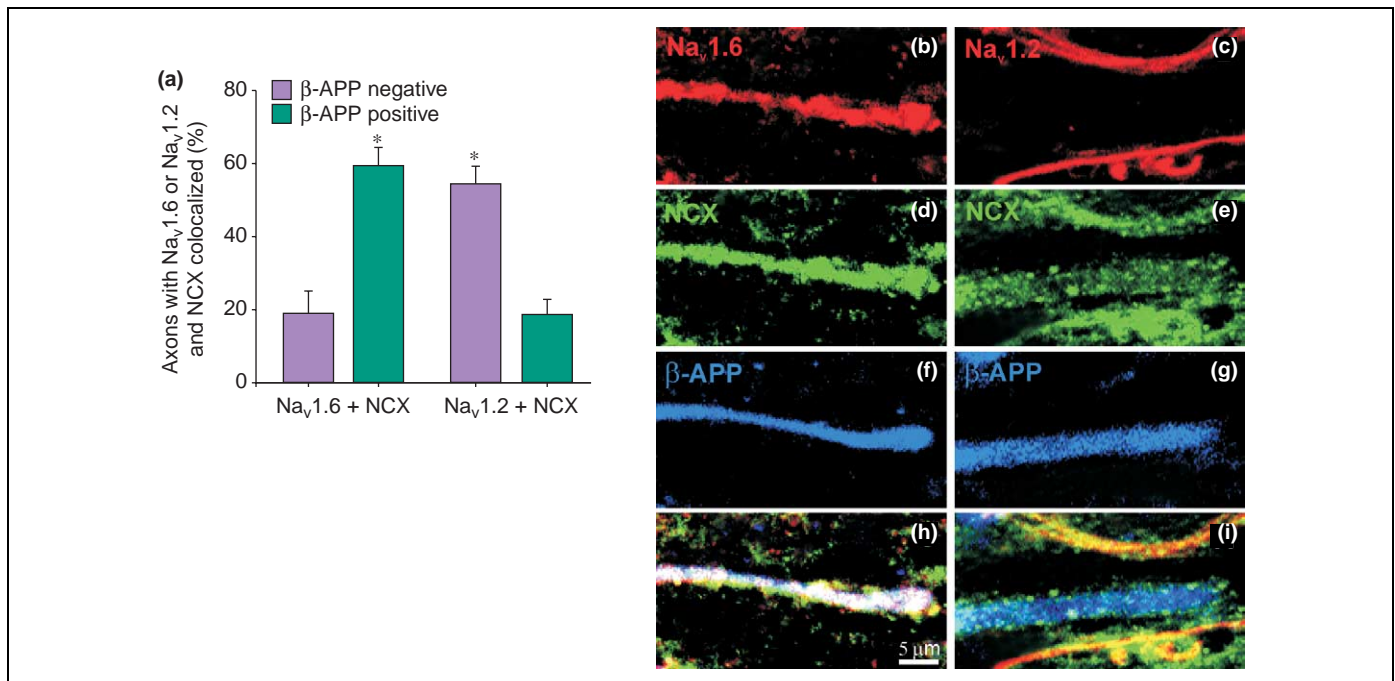 (a)
β-APP negative
β-APP positive
Axons with Naᵥ1.6 or Naᵥ1.2
and NCX colocalized (%)
80
60
40
20
0
*
*
Naᵥ1.6 + NCX
Naᵥ1.2 + NCX
Naᵥ1.6 (b)
Naᵥ1.2 (c)
NCX (d)
NCX (e)
β-APP (f)
β-APP (g)
(h)
5 μm
(i)